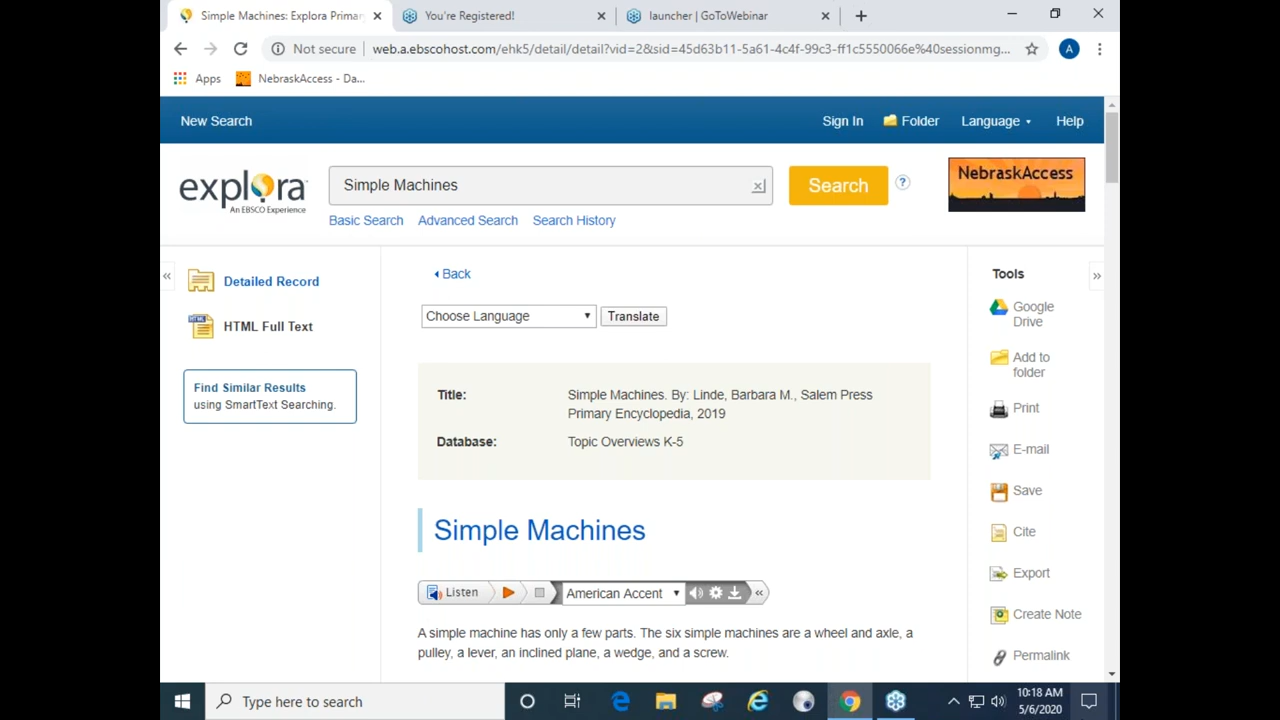 Simple Machines: Explora Primar
You're Registered!
launcher | GoToWebinar
Not secure
web.a.ebscohost.com/ehk5/detail/detail?vid=2&sid=45d63b11-5a61-4c4f-99c3-ff1c5550066e%40sessionmg...
A
Apps
NebraskAccess - Da...
New Search
Sign In
Folder
Language
Help
explora
An EBSCO Experience
Simple Machines
Search
?
NebraskAccess
Basic Search
Advanced Search
Search History
Detailed Record
HTML Full Text
Find Similar Results
using SmartText Searching.
Back
Choose Language
Translate
Title:
Simple Machines. By: Linde, Barbara M., Salem Press
Primary Encyclopedia, 2019
Database:
Topic Overviews K-5
Simple Machines
Listen
American Accent
A simple machine has only a few parts. The six simple machines are a wheel and axle, a
pulley, a lever, an inclined plane, a wedge, and a screw.
Tools
Google
Drive
Add to
folder
Print
E-mail
Save
Cite
Export
Create Note
Permalink
Type here to search
10:18 AM
5/6/2020